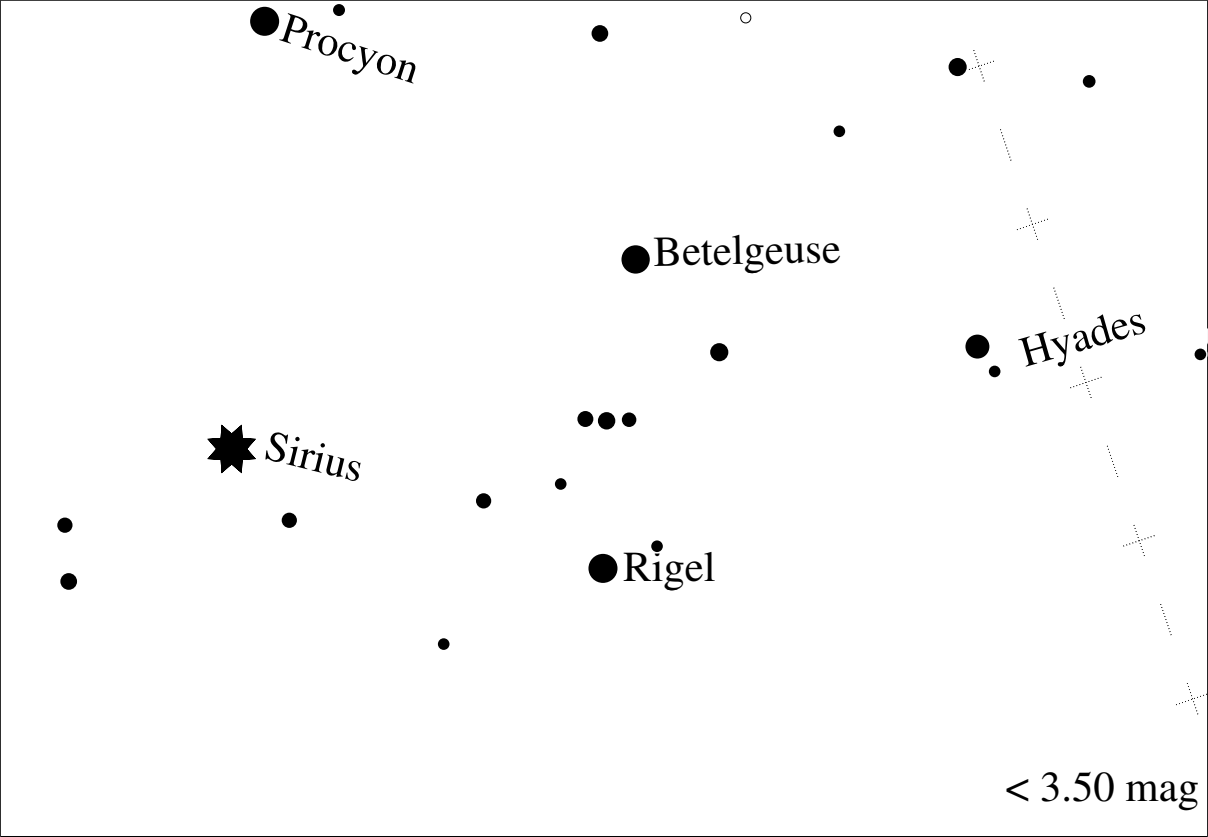 Procyon
Betelgeuse
Hyades
Sirius
Rigel
< 3.50 mag